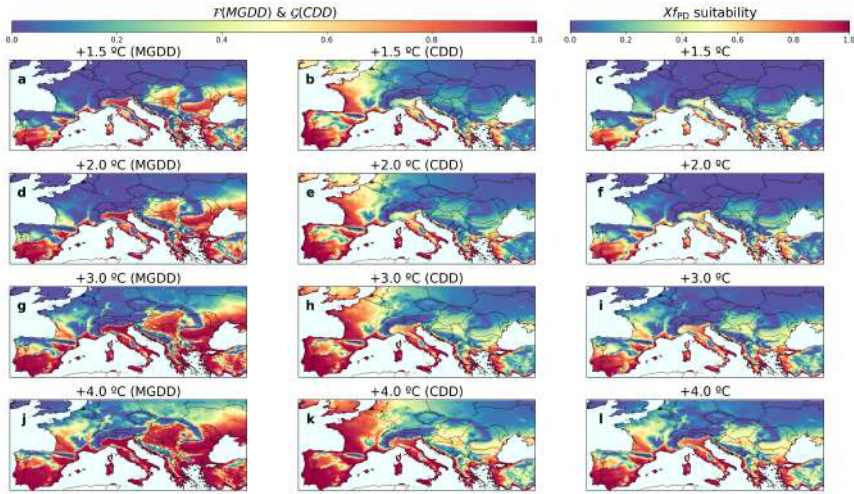 𝓕(MGDD) & 𝓖(CDD)
Xf_PD suitability
0.0 0.2 0.4 0.6 0.8 1.0
0.0 0.2 0.4 0.6 0.8 1.0
+1.5 ºC (MGDD)
+1.5 ºC (CDD)
+1.5 ºC
a
b
c
+2.0 ºC (MGDD)
+2.0 ºC (CDD)
+2.0 ºC
d
e
f
+3.0 ºC (MGDD)
+3.0 ºC (CDD)
+3.0 ºC
g
h
i
+4.0 ºC (MGDD)
+4.0 ºC (CDD)
+4.0 ºC
j
k
l